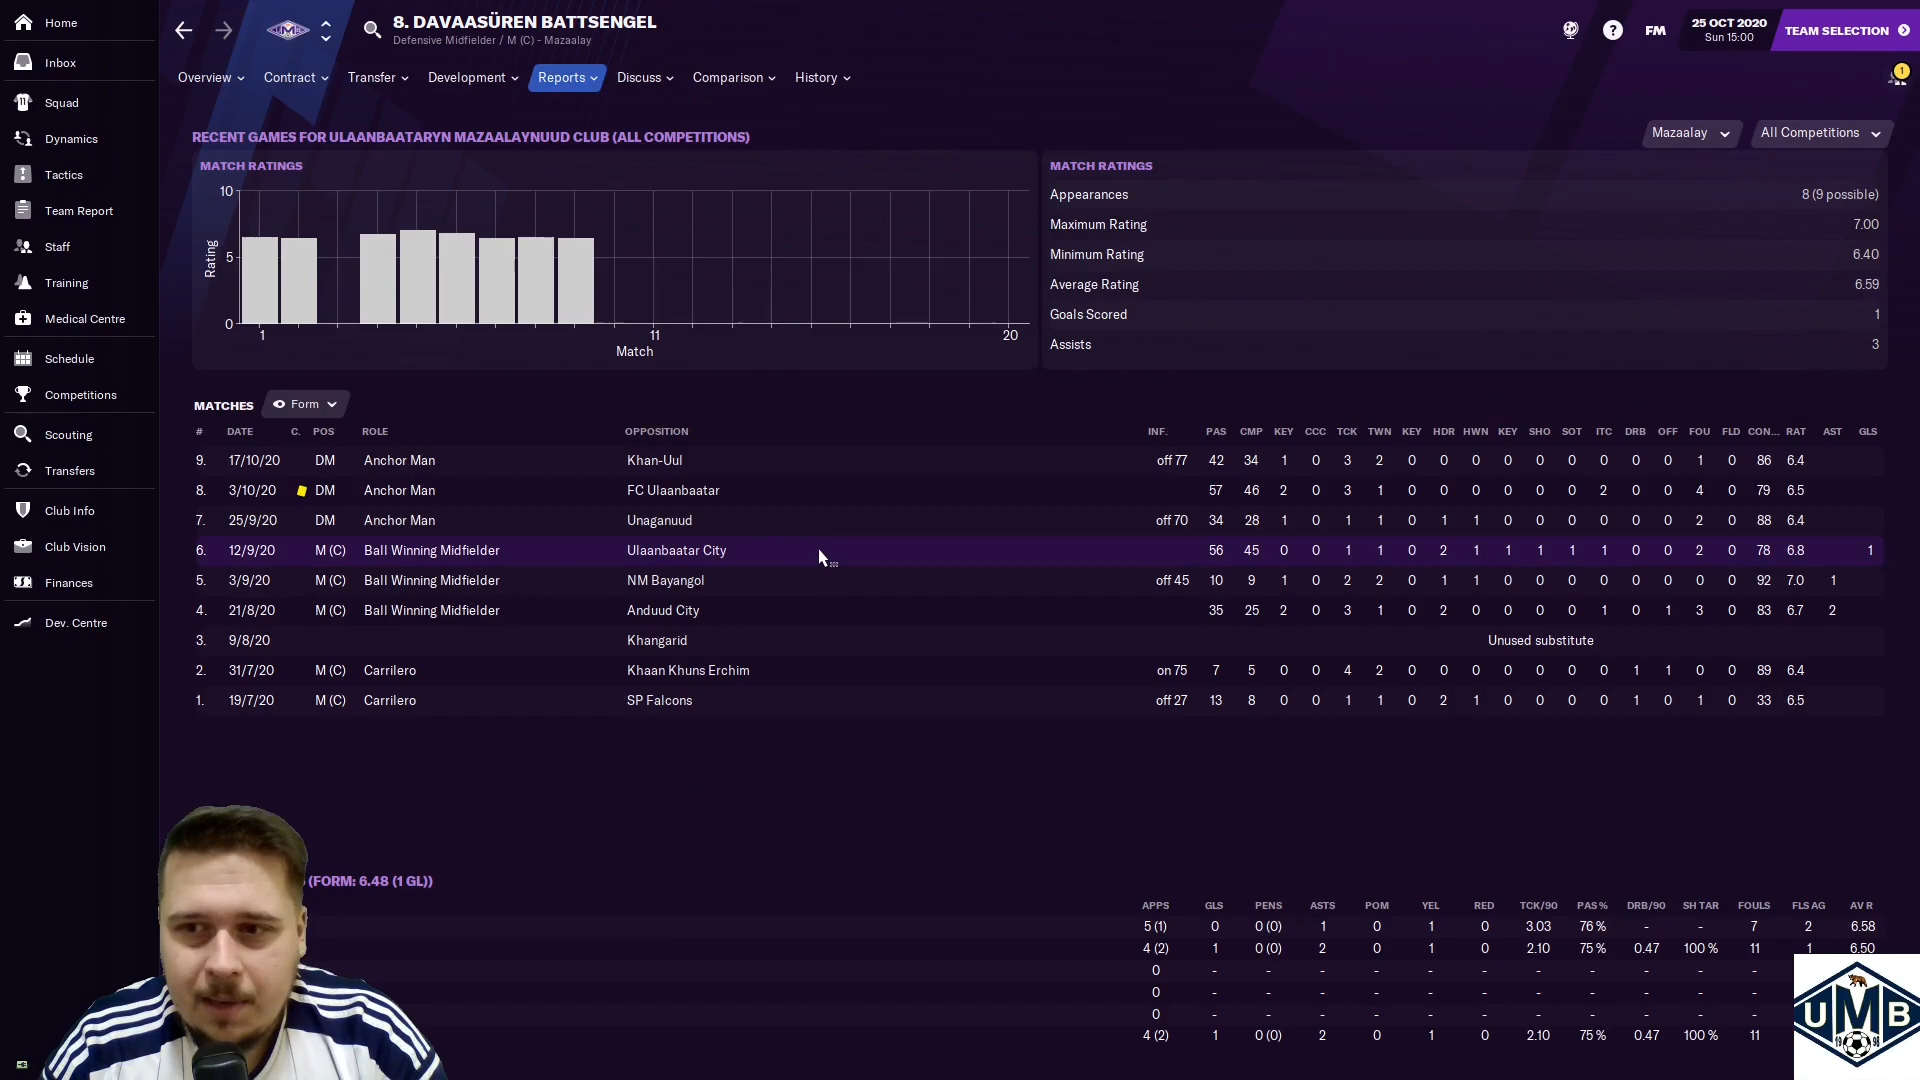 Home
Inbox
Squad
Dynamics
Tactics
Team Report
Staff
Training
Medical Centre
Schedule
Competitions
Scouting
Transfers
Club Info
Club Vision
Finances
Dev. Centre
UMB
8. DAVAASÜREN BATTSENGEL
Defensive Midfielder / M (C) - Mazaalay
? FM 25 OCT 2020 TEAM SELECTION
Sun 15:00
Overview Contract Transfer Development Reports Discuss Comparison History
1
RECENT GAMES FOR ULAANBAATARYN MAZAALAYNUUD CLUB (ALL COMPETITIONS)
Mazaalay All Competitions
MATCH RATINGS
10
5
0
Rating
1 11 20
Match
MATCH RATINGS
Appearances 8 (9 possible)
Maximum Rating 7.00
Minimum Rating 6.40
Average Rating 6.59
Goals Scored 1
Assists 3
MATCHES Form
# DATE C. POS ROLE OPPOSITION INF. PAS CMP KEY CCC TCK TWN KEY HDR HWN KEY SHO SOT ITC DRB OFF FOU FLD CON... RAT AST GLS
9. 17/10/20 DM Anchor Man Khan-Uul off 77 42 34 1 0 3 2 0 0 0 0 0 0 0 0 0 1 0 86 6.4
8. 3/10/20 DM Anchor Man FC Ulaanbaatar 57 46 2 0 3 1 0 0 0 0 0 0 2 0 0 4 0 79 6.5
7. 25/9/20 DM Anchor Man Unaganuud off 70 34 28 1 0 1 1 0 1 1 0 0 0 0 0 0 2 0 88 6.4
6. 12/9/20 M (C) Ball Winning Midfielder Ulaanbaatar City 56 45 0 0 1 1 0 2 1 1 1 1 1 0 0 2 0 78 6.8 1
5. 3/9/20 M (C) Ball Winning Midfielder NM Bayangol off 45 10 9 1 0 2 2 0 1 1 0 0 0 0 0 0 0 0 92 7.0 1
4. 21/8/20 M (C) Ball Winning Midfielder Anduud City 35 25 2 0 3 1 0 2 0 0 0 0 1 0 1 3 0 83 6.7 2
3. 9/8/20 Khangarid Unused substitute
2. 31/7/20 M (C) Carrilero Khaan Khuns Erchim on 75 7 5 0 0 4 2 0 0 0 0 0 0 0 1 1 0 0 89 6.4
1. 19/7/20 M (C) Carrilero SP Falcons off 27 13 8 0 0 1 1 0 2 1 0 0 0 0 1 0 1 0 33 6.5
(FORM: 6.48 (1 GL))
APPS GLS PENS ASTS POM YEL RED TCK/90 PAS % DRB/90 SH TAR FOULS FLS AG AV R
5 (1) 0 0 (0) 1 0 1 0 3.03 76 % - - 7 2 6.58
4 (2) 1 0 (0) 2 0 1 0 2.10 75 % 0.47 100 % 11 1 6.50
0 - - - - - - - - - - -
0 - - - - - - - - - - -
0 - - - - - - - - - - -
4 (2) 1 0 (0) 2 0 1 0 2.10 75 % 0.47 100 % 11
UMB
19 98